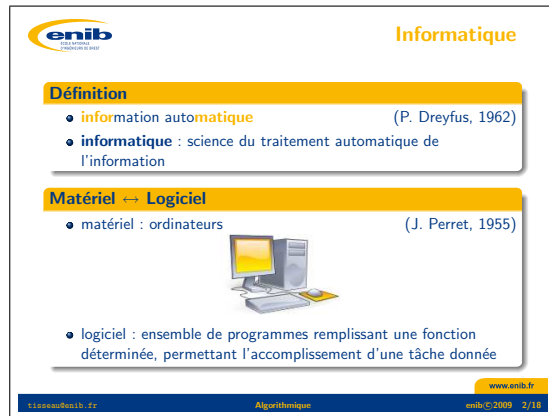 enib
ÉCOLE NATIONALE
D'INGÉNIEURS DE BREST
Informatique
Définition
information automatique (P. Dreyfus, 1962)
informatique : science du traitement automatique de
l'information
Matériel ↔ Logiciel
matériel : ordinateurs (J. Perret, 1955)
logiciel : ensemble de programmes remplissant une fonction
déterminée, permettant l'accomplissement d'une tâche donnée
www.enib.fr
tisseau@enib.fr Algorithmique enib©2009 2/18